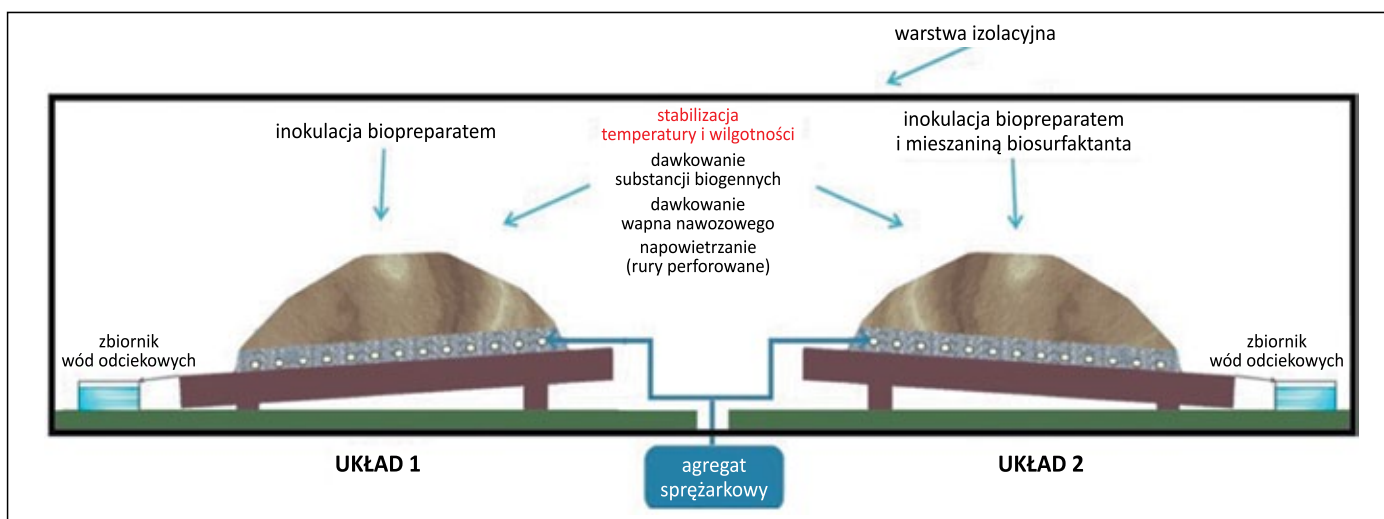 warstwa izolacyjna
inokulacja biopreparatem
stabilizacja
temperatury i wilgotności
dawkowanie
substancji biogennych
dawkowanie
wapna nawozowego
napowietrzanie
(rury perforowane)
inokulacja biopreparatem
i mieszaniną biosurfaktanta
zbiornik
wód odciekowych
zbiornik
wód odciekowych
UKŁAD 1
agregat
sprężarkowy
UKŁAD 2